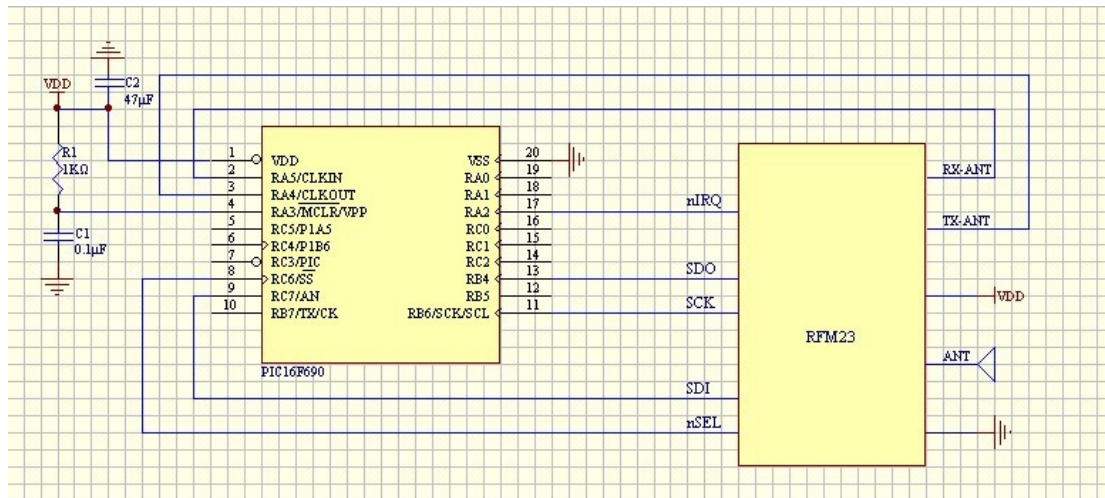 VDD
C2
47μF
R1
1KΩ
C1
0.1μF
1 VDD
2 RA5/CLKIN
3 RA4/CLKOUT
4 RA3/MCLR/VPP
5 RC5/P1A5
6 RC4/P1B6
7 RC3/PIC
8 RC6/SS
9 RC7/AN
10 RB7/TX/CK
VSS 20
RA0 19
RA1 18
RA2 17
RC0 16
RC1 15
RC2 14
RB4 13
RB5 12
RB6/SCK/SCL 11
PIC16F690
nIRQ
SDO
SCK
SDI
nSEL
RFM23
RX-ANT
TX-ANT
VDD
ANT